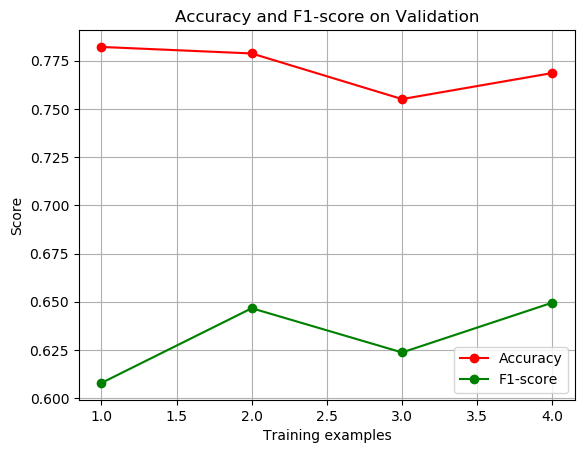 Accuracy and F1-score on Validation
Score
0.775
0.750
0.725
0.700
0.675
0.650
0.625
0.600
Accuracy
F1-score
1.0 1.5 2.0 2.5 3.0 3.5 4.0
Training examples